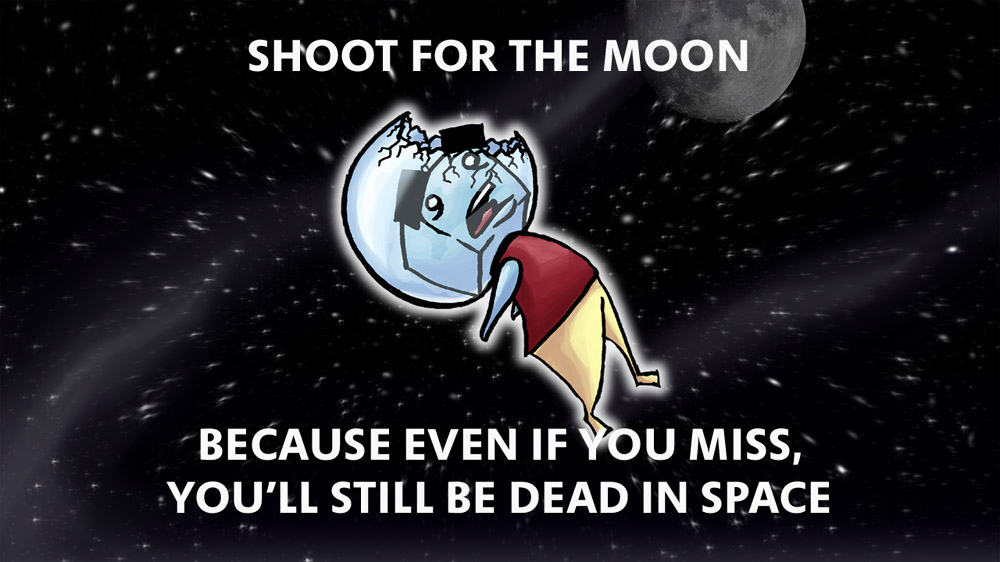 SHOOT FOR THE MOON
BECAUSE EVEN IF YOU MISS,
YOU'LL STILL BE DEAD IN SPACE